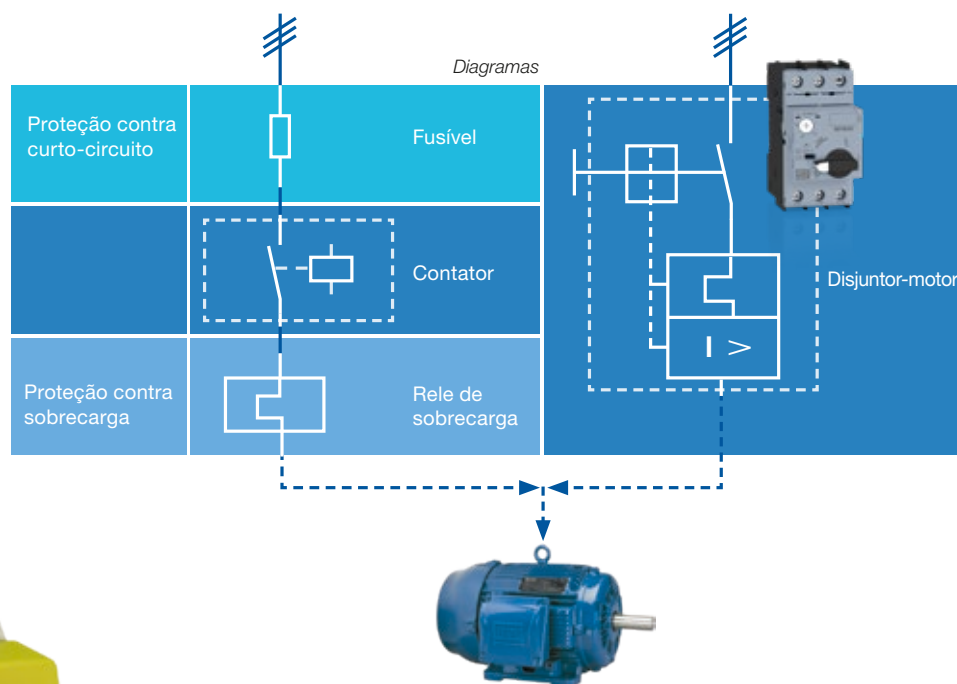 Diagramas
Proteção contra
curto-circuito
Fusível
Contator
Disjuntor-motor
Proteção contra
sobrecarga
Rele de
sobrecarga
I >